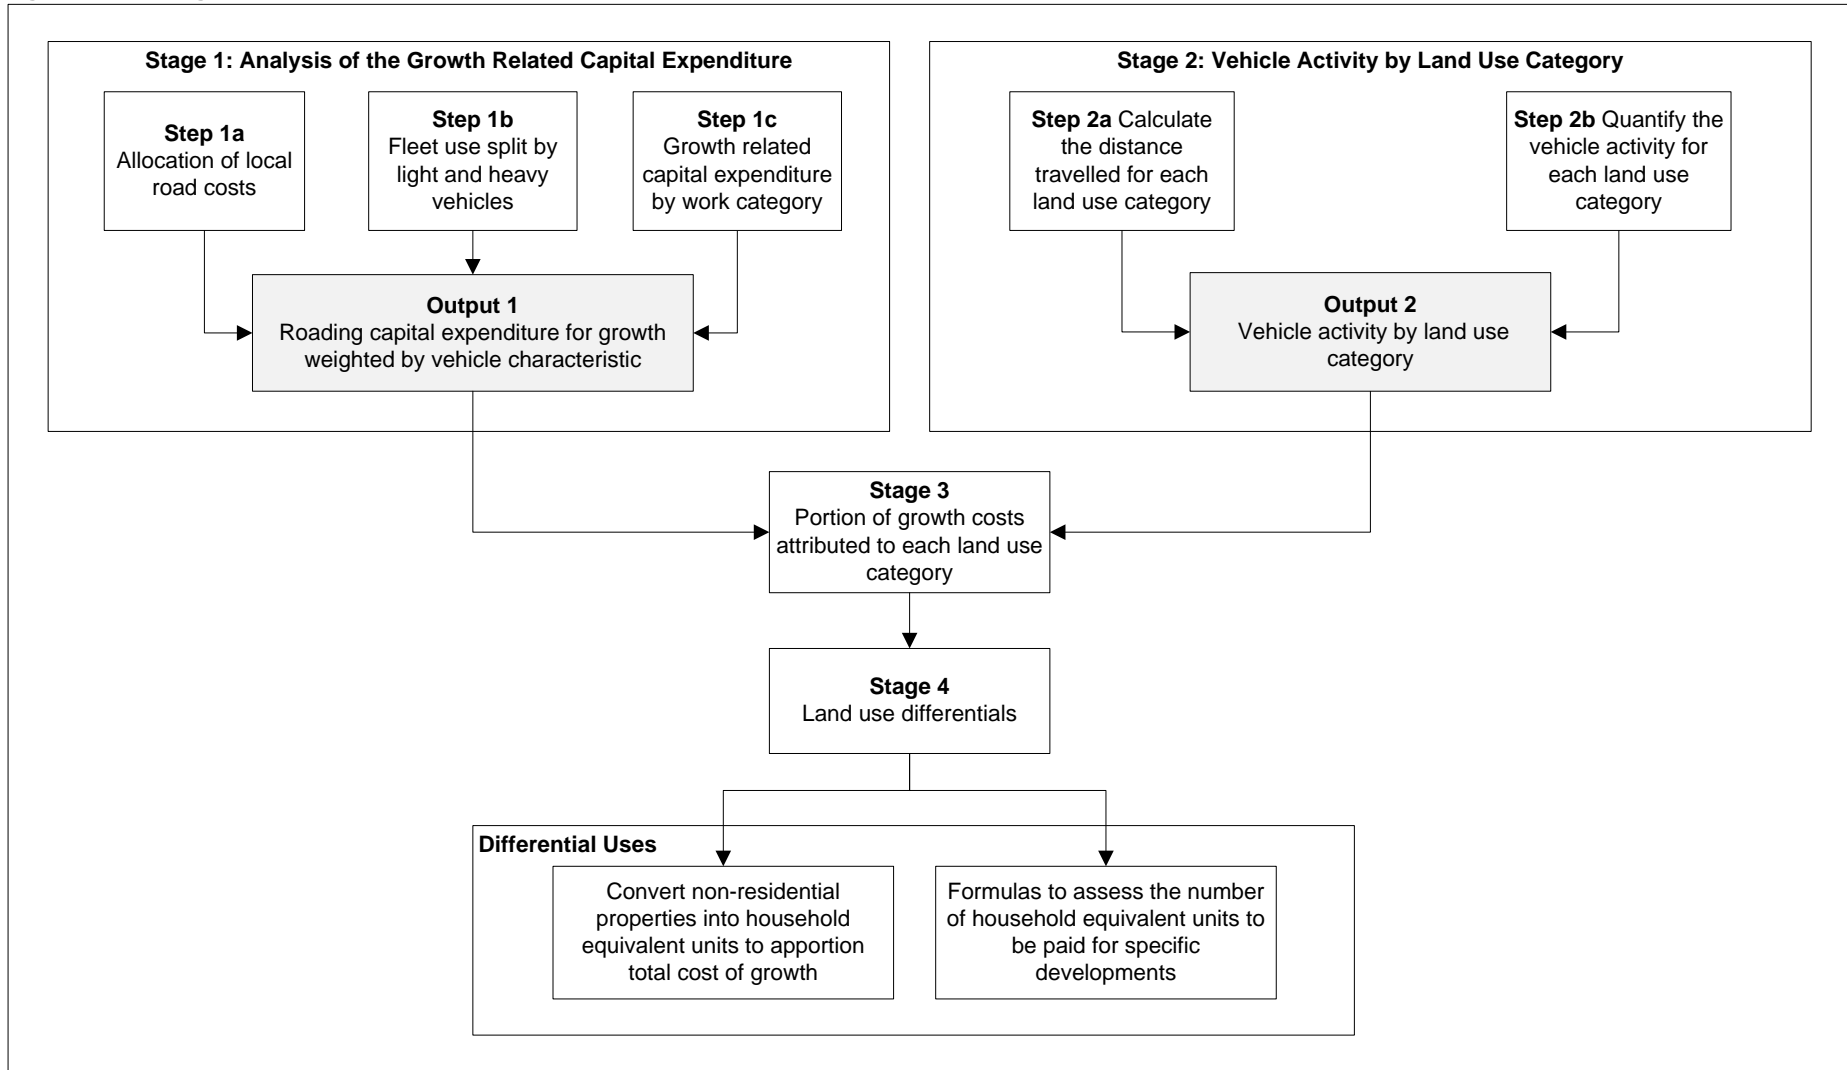 Stage 1: Analysis of the Growth Related Capital Expenditure
Step 1a
Allocation of local
road costs
Step 1b
Fleet use split by
light and heavy
vehicles
Step 1c
Growth related
capital expenditure
by work category
Output 1
Roading capital expenditure for growth
weighted by vehicle characteristic
Stage 2: Vehicle Activity by Land Use Category
Step 2a Calculate
the distance
travelled for each
land use category
Step 2b Quantify the
vehicle activity for
each land use
category
Output 2
Vehicle activity by land use
category
Stage 3
Portion of growth costs
attributed to each land use
category
Stage 4
Land use differentials
Differential Uses
Convert non-residential
properties into household
equivalent units to apportion
total cost of growth
Formulas to assess the number
of household equivalent units to
be paid for specific
developments